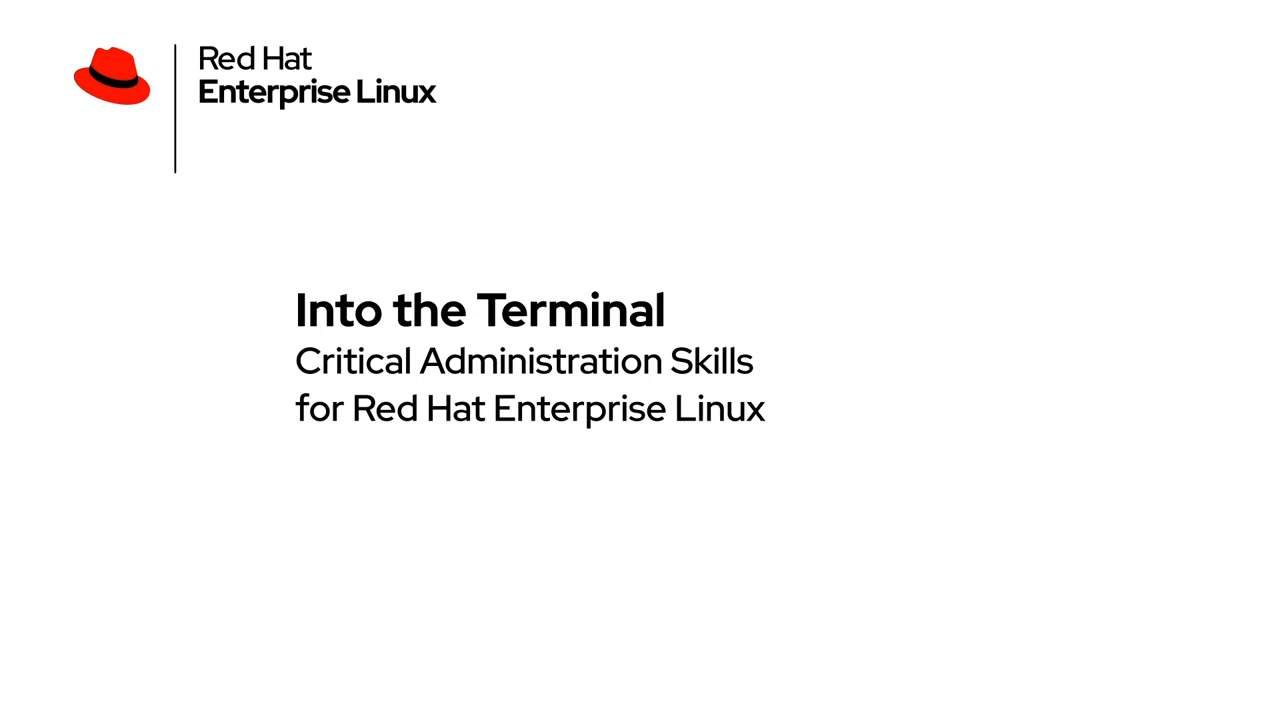 Red Hat
Enterprise Linux
Into the Terminal
Critical Administration Skills
for Red Hat Enterprise Linux